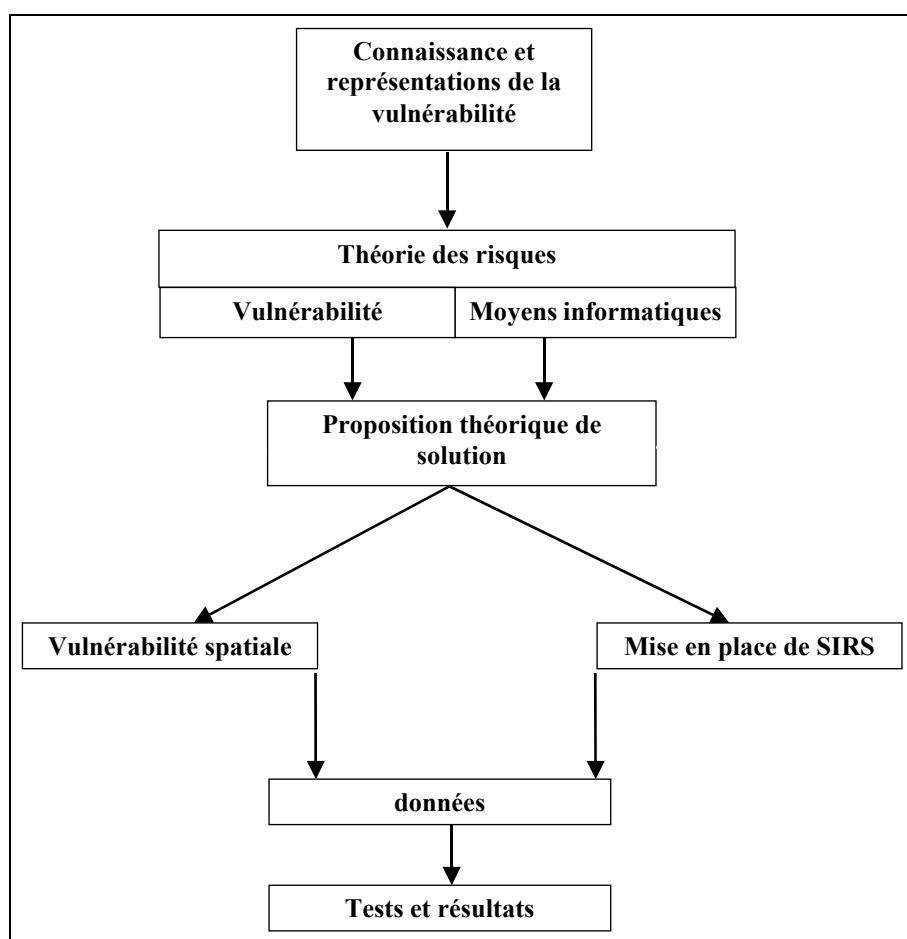 Connaissance et
représentations de la
vulnérabilité
Théorie des risques
Vulnérabilité
Moyens informatiques
Proposition théorique de
solution
Vulnérabilité spatiale
Mise en place de SIRS
données
Tests et résultats